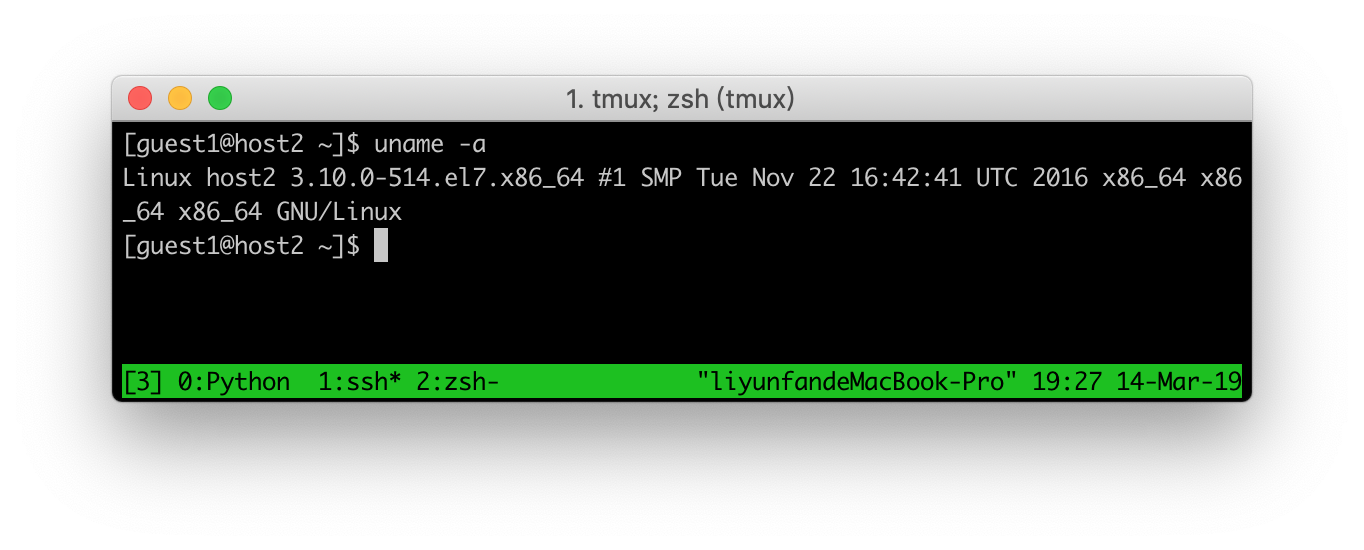 1. tmux; zsh (tmux)
[guest1@host2 ~]$ uname -a
Linux host2 3.10.0-514.el7.x86_64 #1 SMP Tue Nov 22 16:42:41 UTC 2016 x86_64 x86
_64 x86_64 GNU/Linux
[guest1@host2 ~]$
[3] 0:Python  1:ssh* 2:zsh-              "liyunfandeMacBook-Pro" 19:27 14-Mar-19